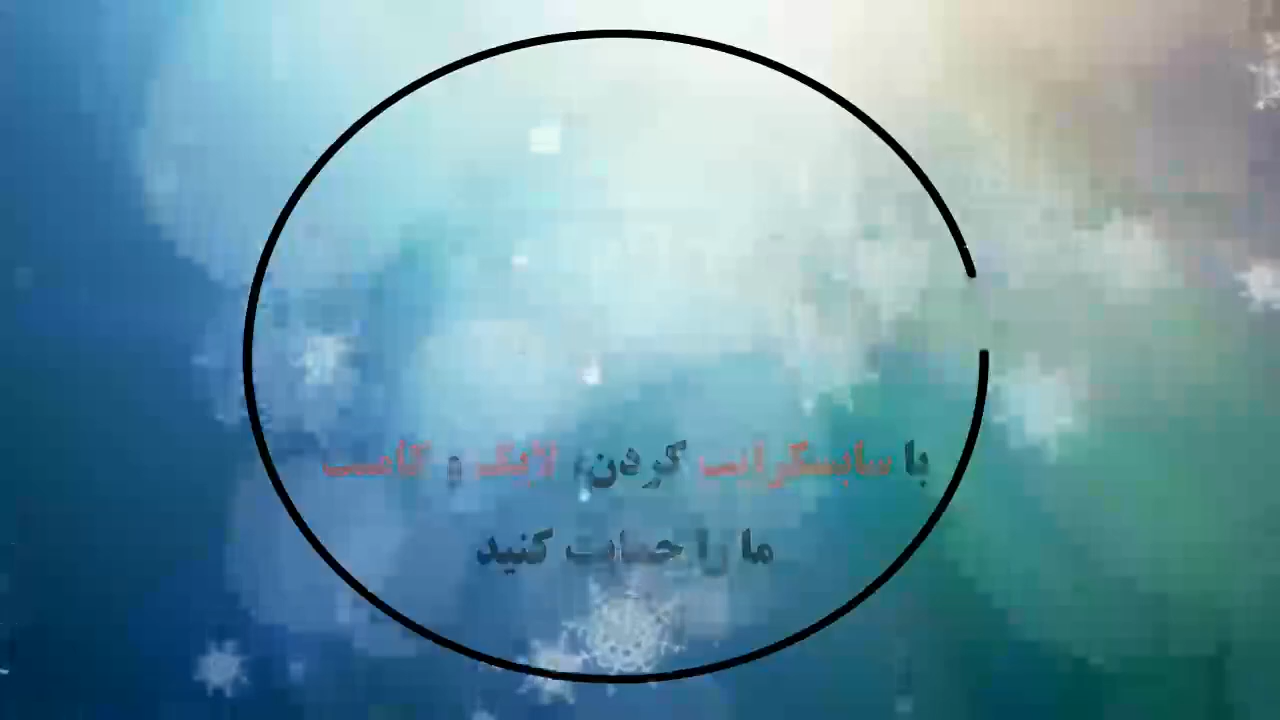 با سابسکرایب کردن، لایک و کامنت
ما را حمایت کنید